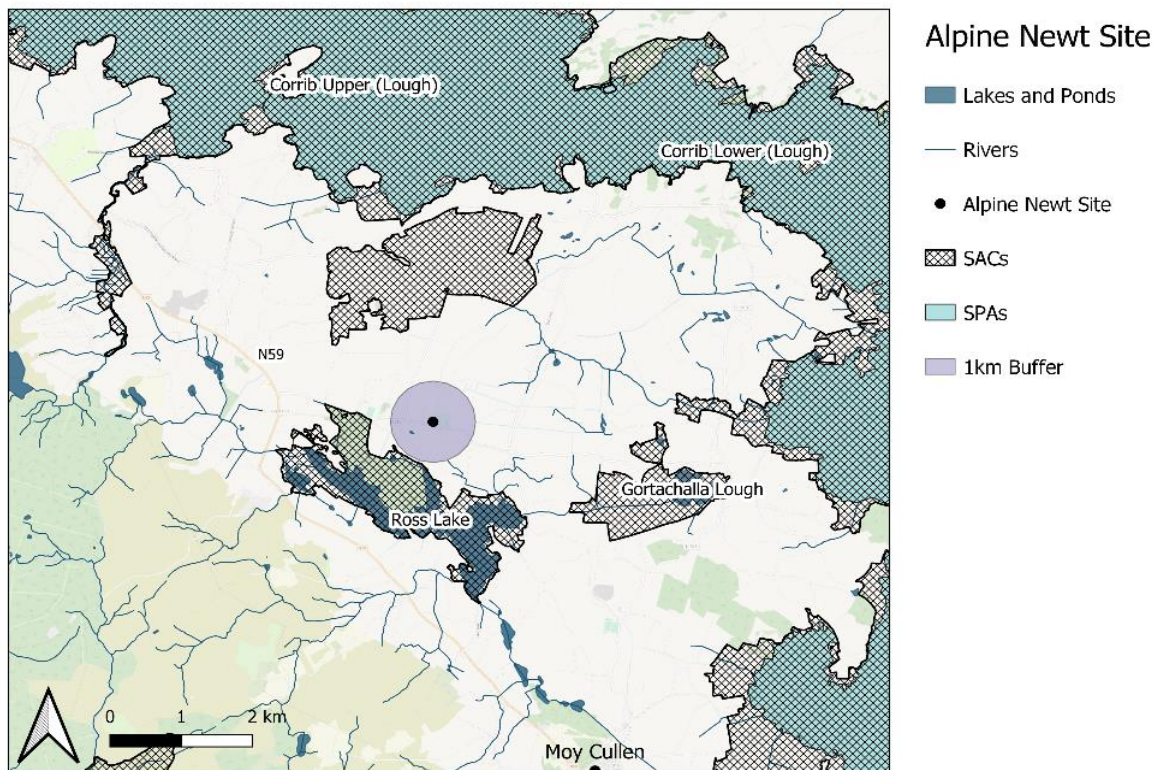 Corrib Upper (Lough)
Corrib Lower (Lough)
N59
Gortachalla Lough
Ross Lake
Moy Cullen
0 1 2 km
Alpine Newt Site
Lakes and Ponds
Rivers
Alpine Newt Site
SACs
SPAs
1km Buffer